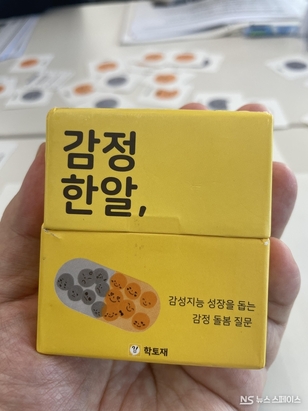 감정
한알,
감성지능 성장을 돕는
감정 돌봄 질문
학토재
NS 뉴스스페이스